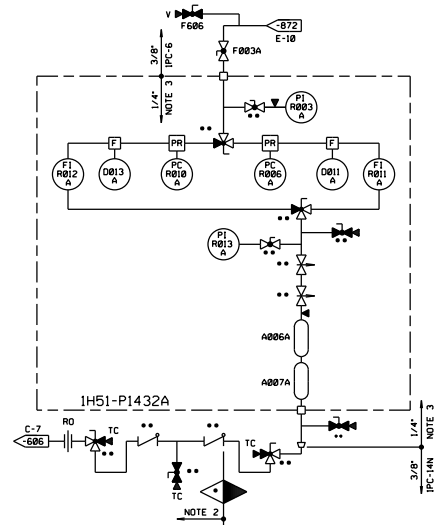 V
F606
-872
E-10
3/8"
1PC-6
F003A
1/4"
NOTE 3
PI
R003
A
F
PR
PR
F
FI
R012
A
D013
A
PC
R010
A
PC
R006
A
D011
A
FI
R011
A
PI
R013
A
A006A
A007A
1H51-P1432A
C-7
-606
RO
TC
TC
TC
1/4"
NOTE 3
3/8"
1PC-14N
NOTE 2